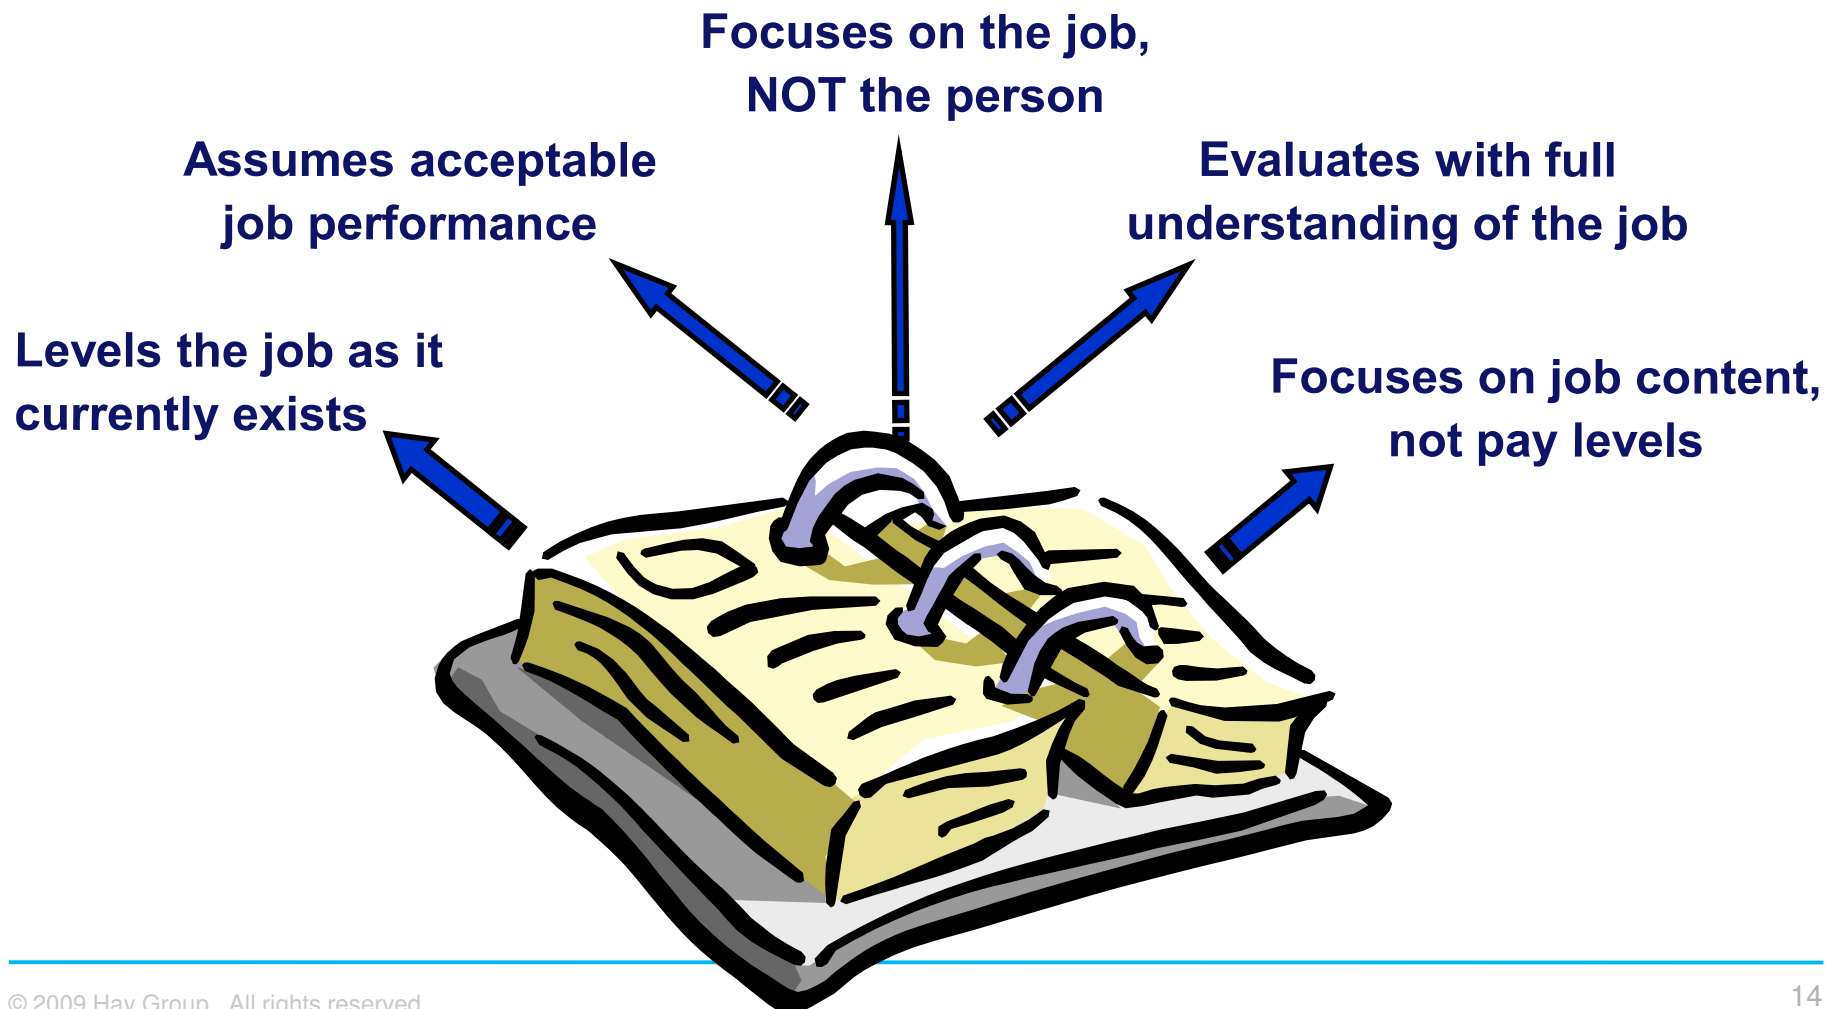 Focuses on the job,
NOT the person
Assumes acceptable
job performance
Evaluates with full
understanding of the job
Levels the job as it
currently exists
Focuses on job content,
not pay levels
© 2009 Hay Group. All rights reserved
14